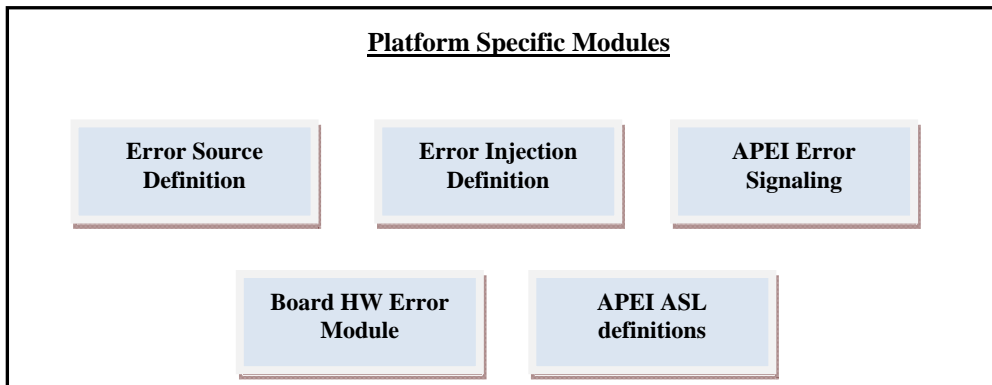 Platform Specific Modules
Error Source
Definition
Error Injection
Definition
APEI Error
Signaling
Board HW Error
Module
APEI ASL
definitions